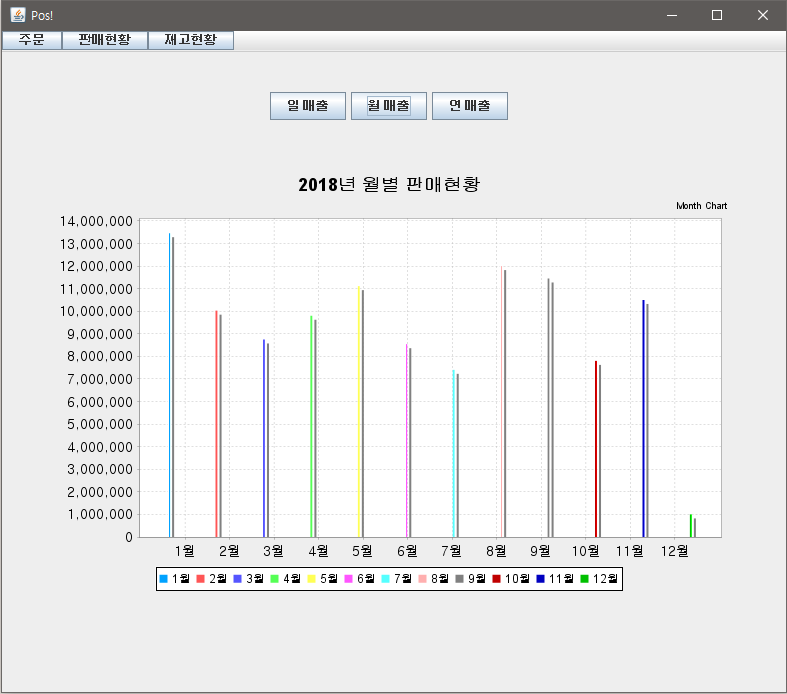 Pos!
주문 판매현황 재고현황
일 매출 월 매출 연 매출
2018년 월별 판매현황
Month Chart
14,000,000
13,000,000
12,000,000
11,000,000
10,000,000
9,000,000
8,000,000
7,000,000
6,000,000
5,000,000
4,000,000
3,000,000
2,000,000
1,000,000
0
1월 2월 3월 4월 5월 6월 7월 8월 9월 10월 11월 12월
1월 2월 3월 4월 5월 6월 7월 8월 9월 10월 11월 12월